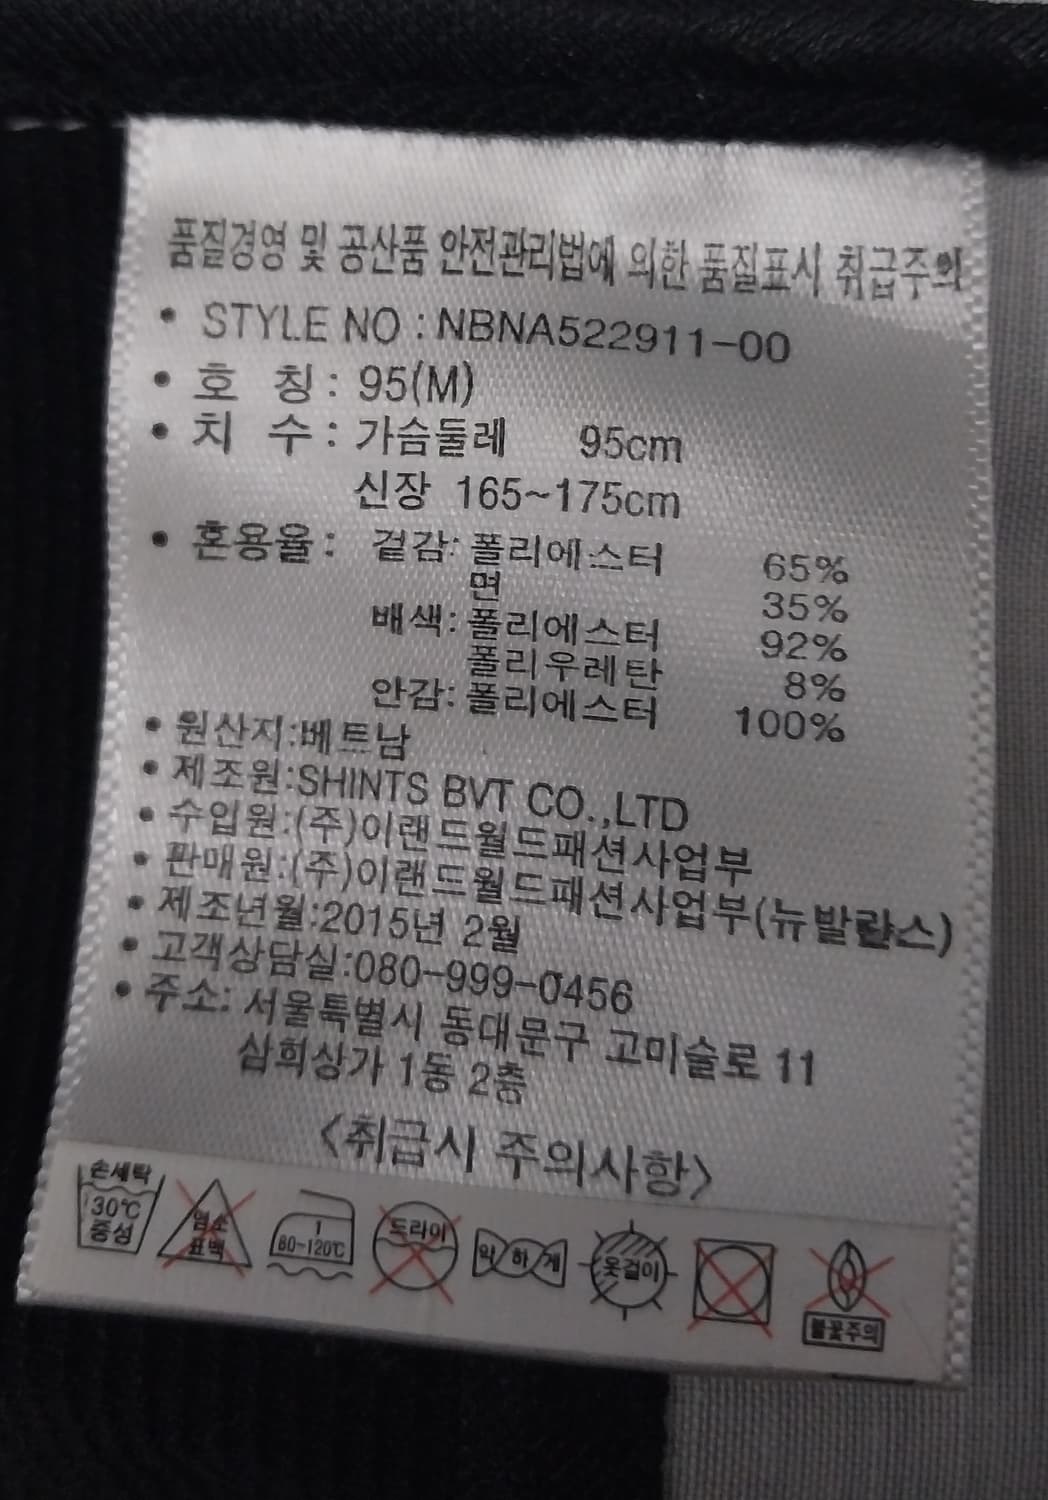 품질경영 및 공산품 안전관리법에 의한 품질표시 취급주의
• STYLE NO : NBNA522911-00
• 호 칭 : 95(M)
• 치 수 : 가슴둘레 95cm
신장 165~175cm
• 혼용율 : 겉감: 폴리에스터 65%
면 35%
배색: 폴리에스터 92%
폴리우레탄 8%
안감: 폴리에스터 100%
• 원산지:베트남
• 제조원:SHINTS BVT CO.,LTD
• 수입원:(주)이랜드월드패션사업부
• 판매원:(주)이랜드월드패션사업부(뉴발란스)
• 제조년월:2015년 2월
• 고객상담실:080-999-0456
• 주소: 서울특별시 동대문구 고미술로 11
삼희상가 1동 2층
<취급시 주의사항>
손세탁 30℃ 중성
염소 표백
1 80-120℃
드라이
약하게
옷걸이
불꽃주의